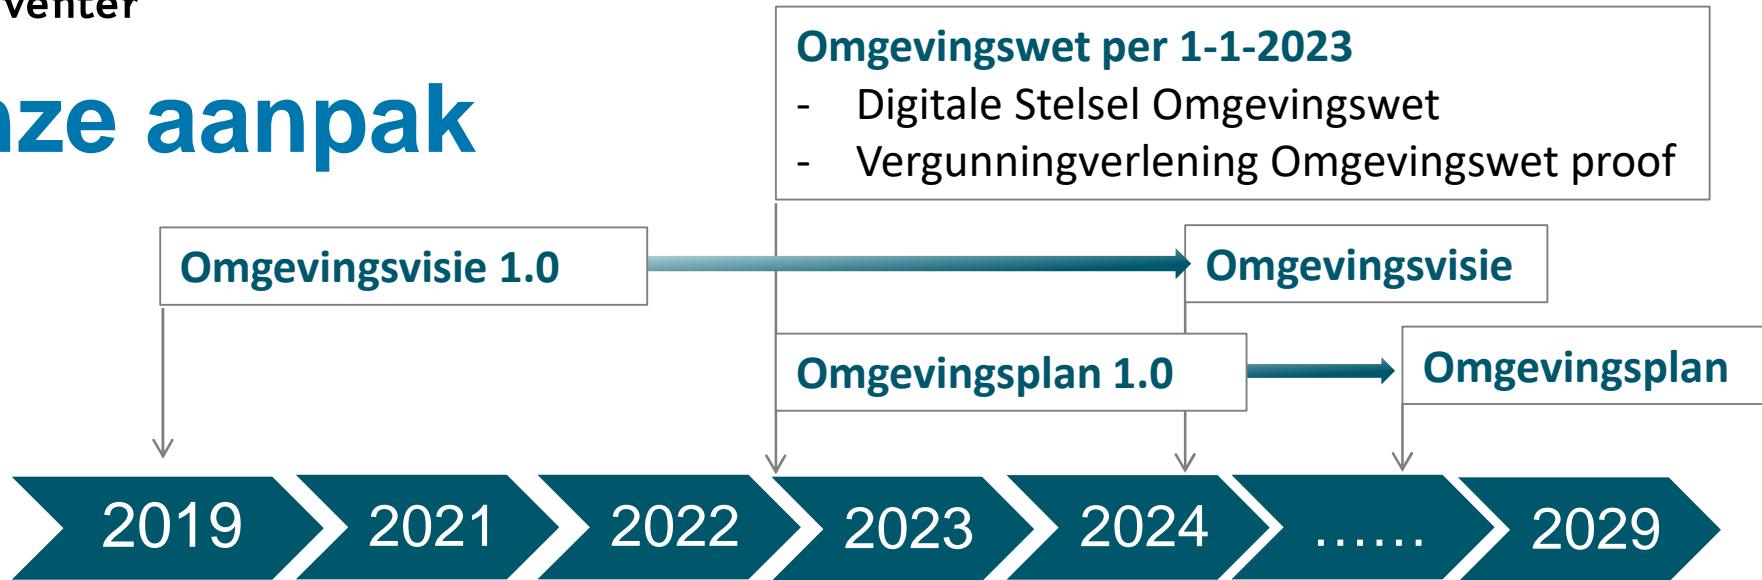 venter
nze aanpak
Omgevingswet per 1-1-2023
- Digitale Stelsel Omgevingswet
- Vergunningverlening Omgevingswet proof
Omgevingsvisie 1.0
Omgevingsvisie
Omgevingsplan 1.0
Omgevingsplan
2019 2021 2022 2023 2024 ...... 2029